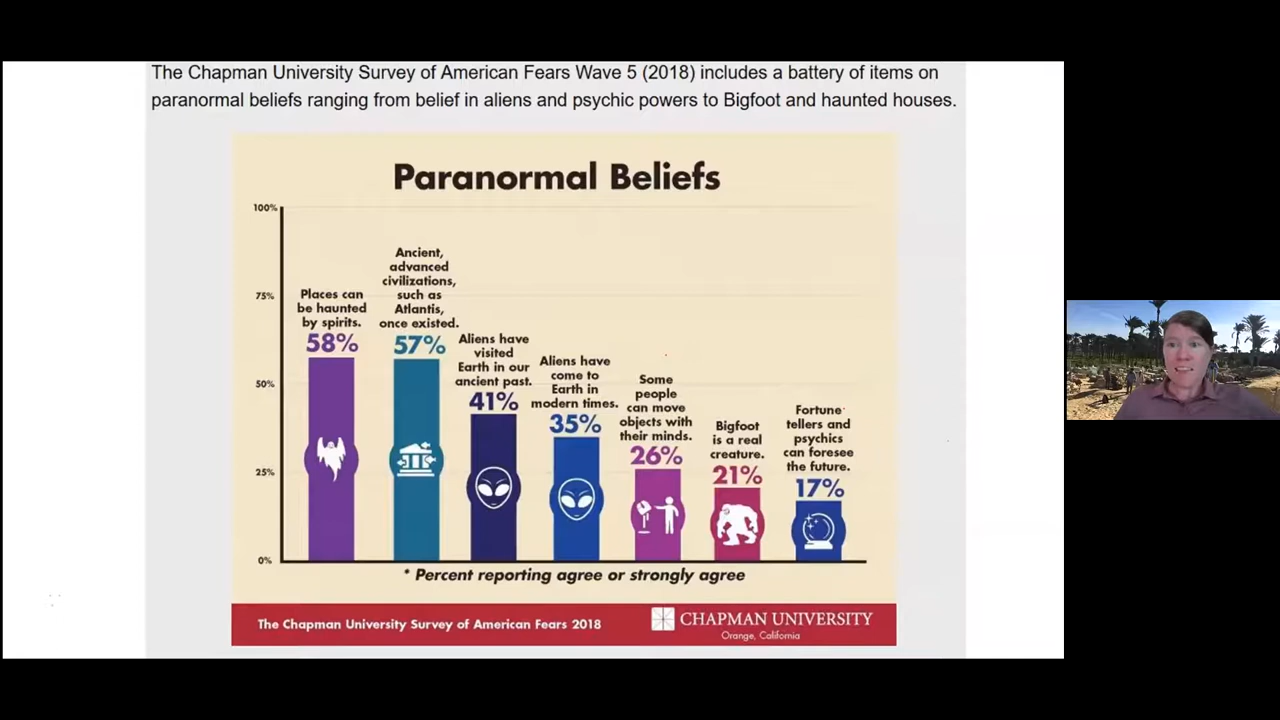 The Chapman University Survey of American Fears Wave 5 (2018) includes a battery of items on
paranormal beliefs ranging from belief in aliens and psychic powers to Bigfoot and haunted houses.
Paranormal Beliefs
100%
75%
50%
25%
0%
Places can
be haunted
by spirits.
58%
Ancient,
advanced
civilizations,
such as
Atlantis,
once existed.
57%
Aliens have
visited
Earth in our
ancient past.
41%
Aliens have
come to
Earth in
modern times.
35%
Some
people
can move
objects with
their minds.
26%
Bigfoot
is a real
creature.
21%
Fortune
tellers and
psychics
can foresee
the future.
17%
* Percent reporting agree or strongly agree
The Chapman University Survey of American Fears 2018
CHAPMAN UNIVERSITY
Orange, California